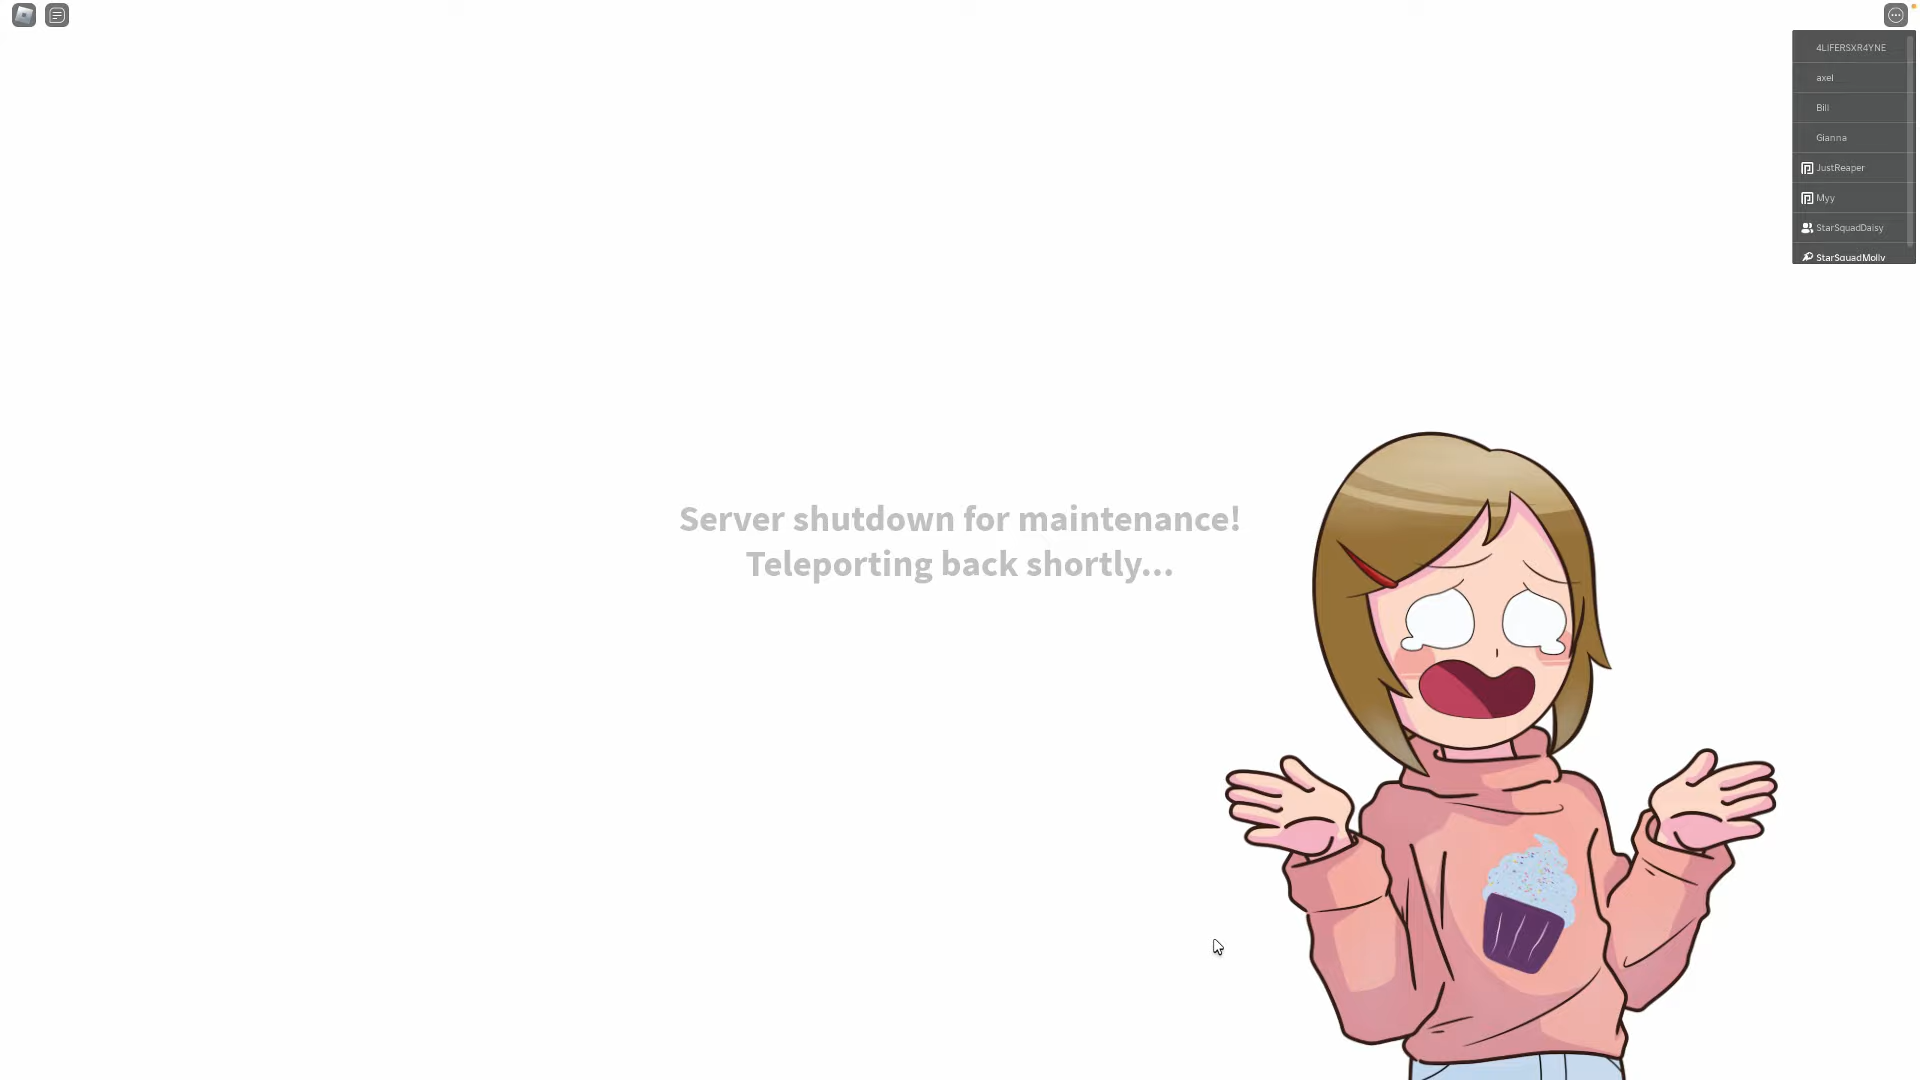 4LIFERSXR4YNE
axel
Bill
Gianna
JustReaper
Myy
StarSquadDaisy
StarSquadMolly
Server shutdown for maintenance!
Teleporting back shortly...